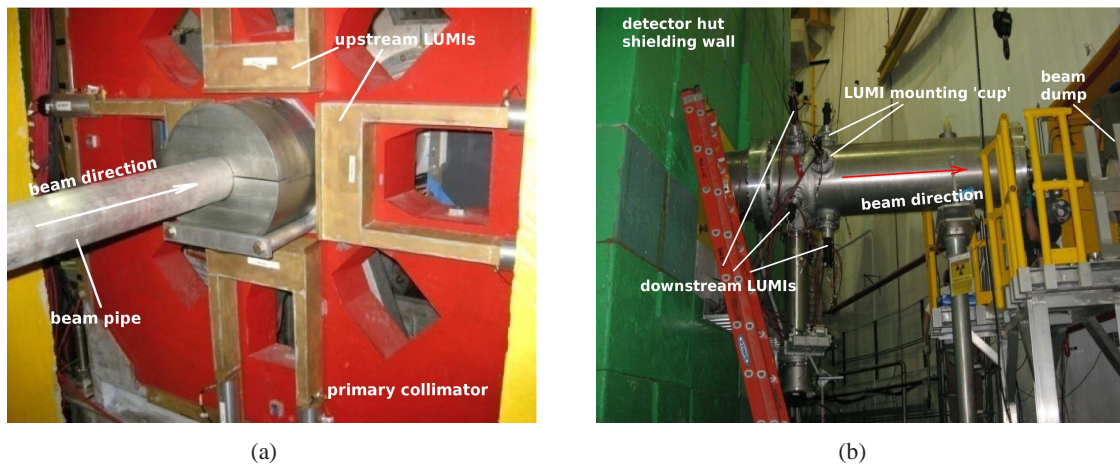 upstream LUMIs
beam direction
beam pipe
primary collimator
(a)
detector hut
shielding wall
LUMI mounting 'cup'
beam
dump
beam direction
downstream LUMIs
(b)